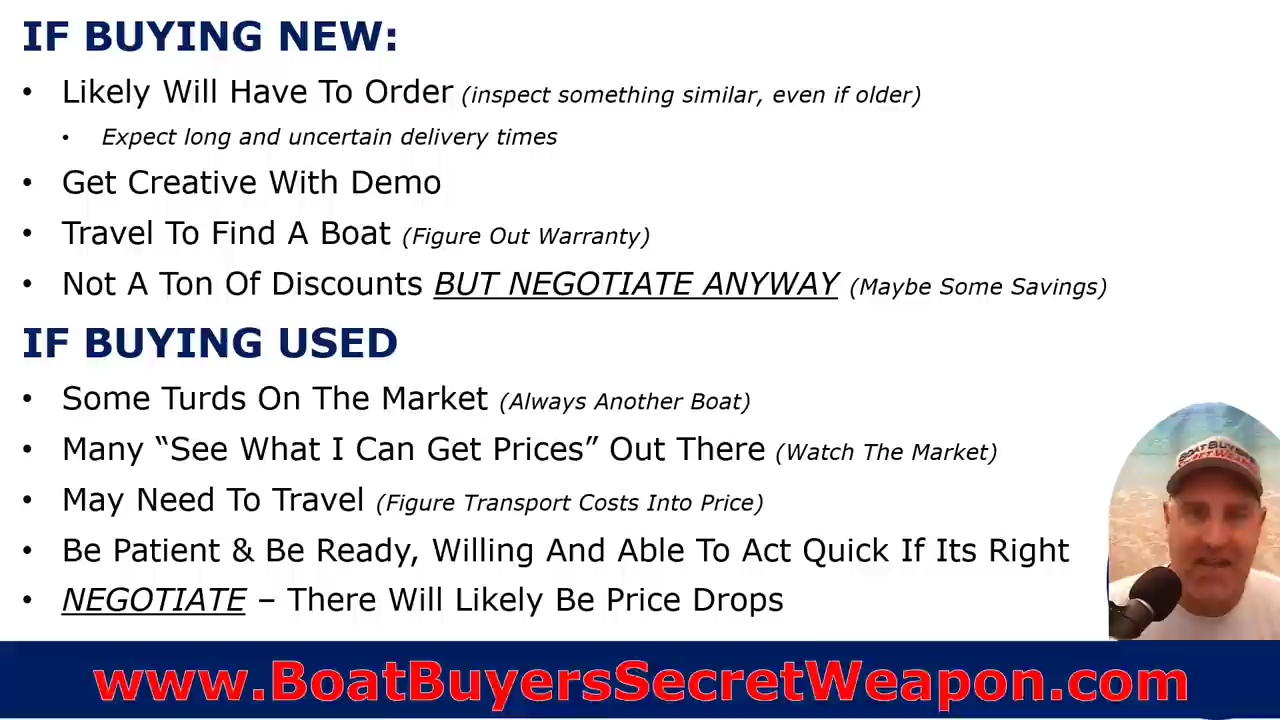 IF BUYING NEW:
• Likely Will Have To Order (inspect something similar, even if older)
• Expect long and uncertain delivery times
• Get Creative With Demo
• Travel To Find A Boat (Figure Out Warranty)
• Not A Ton Of Discounts BUT NEGOTIATE ANYWAY (Maybe Some Savings)
IF BUYING USED
• Some Turds On The Market (Always Another Boat)
• Many “See What I Can Get Prices” Out There (Watch The Market)
• May Need To Travel (Figure Transport Costs Into Price)
• Be Patient & Be Ready, Willing And Able To Act Quick If Its Right
• NEGOTIATE – There Will Likely Be Price Drops
BOATBUYERS
SecretWeapon
www.BoatBuyersSecretWeapon.com